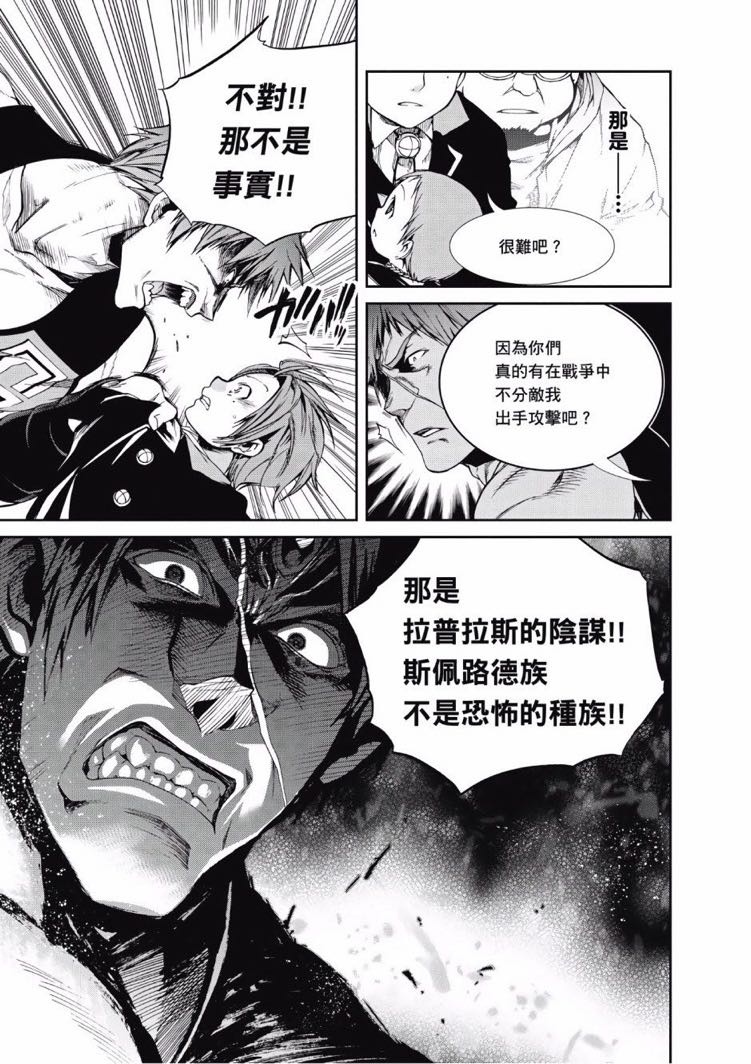 那是——……
很難吧？
因為你們
真的有在戰爭中
不分敵我
出手攻擊吧？
不對!!
那不是
事實!!
ガッ!!
那是
拉普拉斯的陰謀!!
斯佩路德族
不是恐怖的種族!!